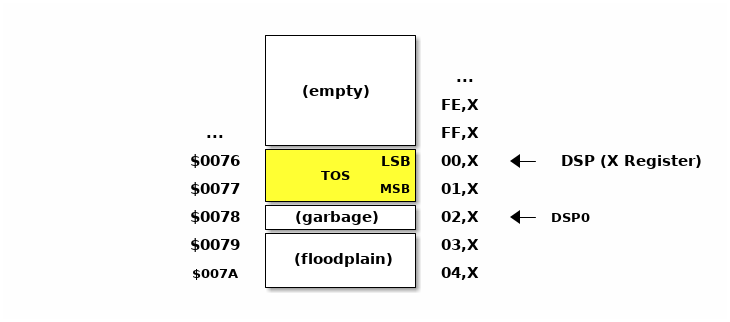 ...
(empty)
FE,X
... FF,X
$0076 LSB 00,X DSP (X Register)
TOS
$0077 MSB 01,X
$0078 (garbage) 02,X DSP0
$0079 03,X
(floodplain)
$007A 04,X